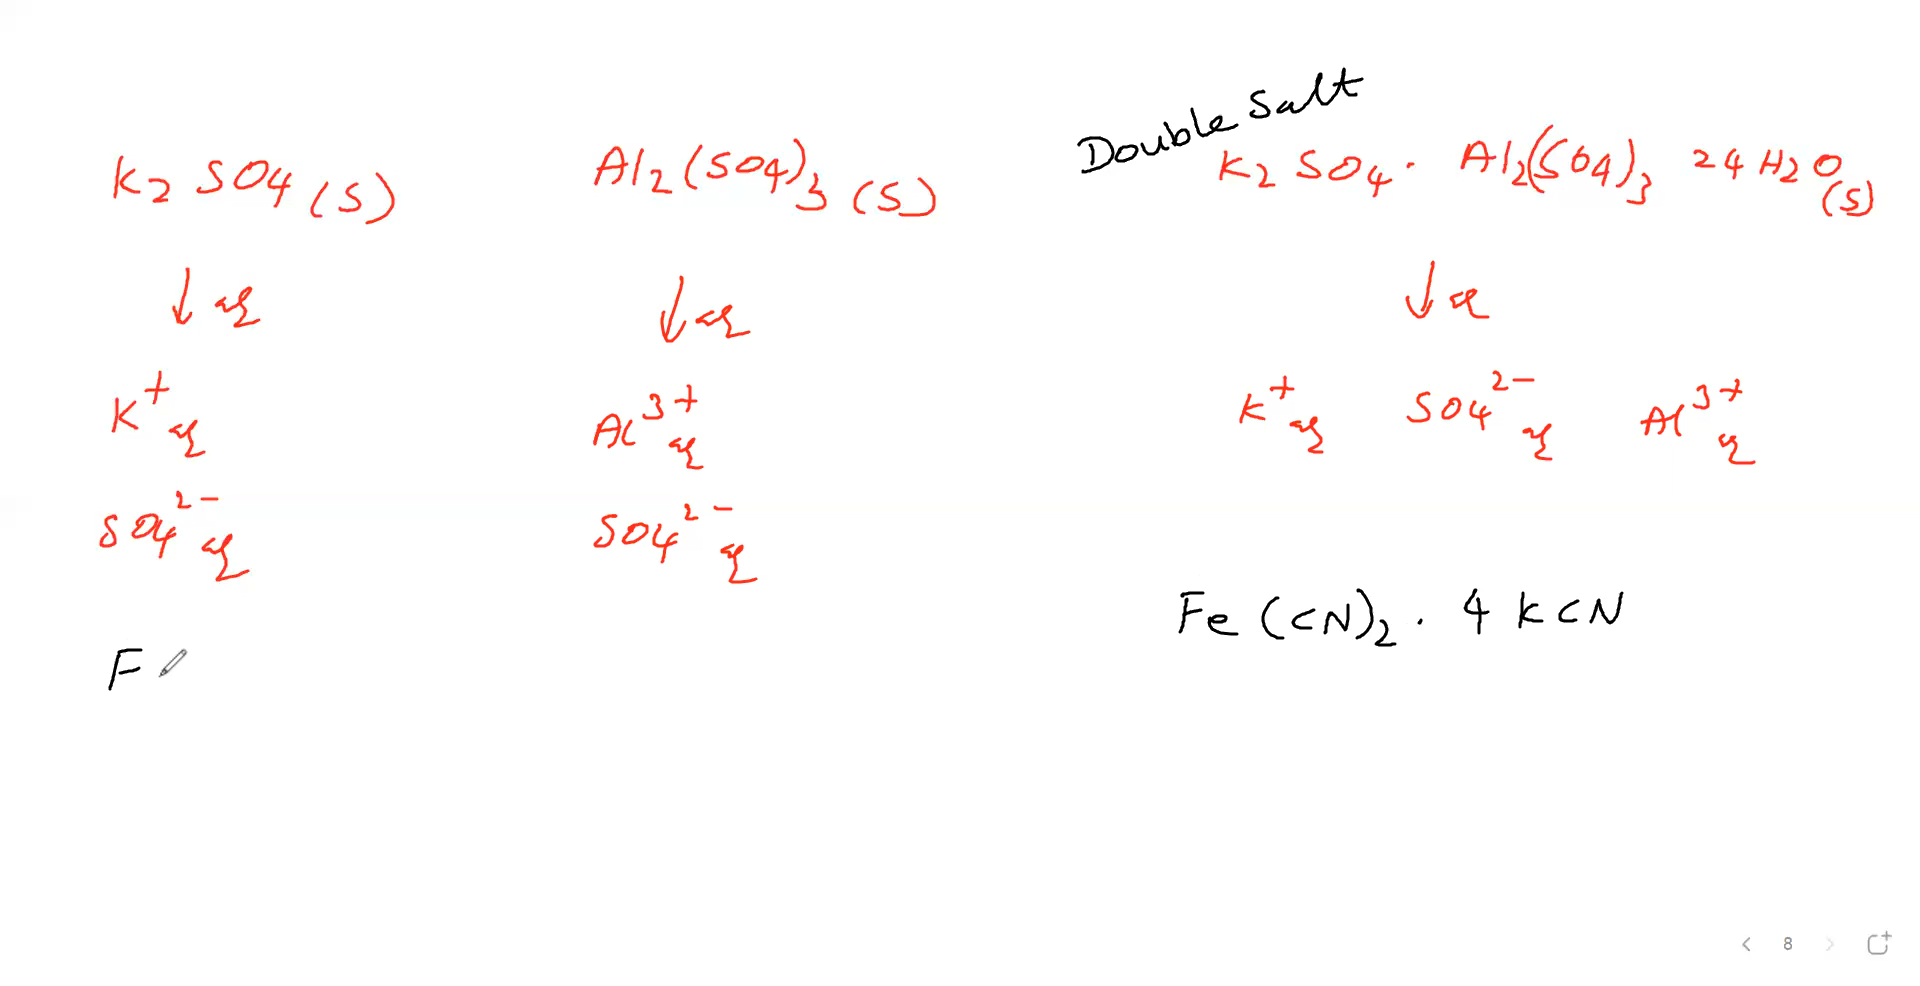 Double Salt
K2 SO4 (S) Al2(SO4)3 (S) K2 SO4 . Al2(SO4)3 24 H2O (S)
↓ aq ↓ aq ↓ aq
K+ aq Al3+ aq K+ aq SO4 2- aq Al3+ aq
SO4 2- aq SO4 2- aq
Fe (CN)2 . 4 KCN
F
8